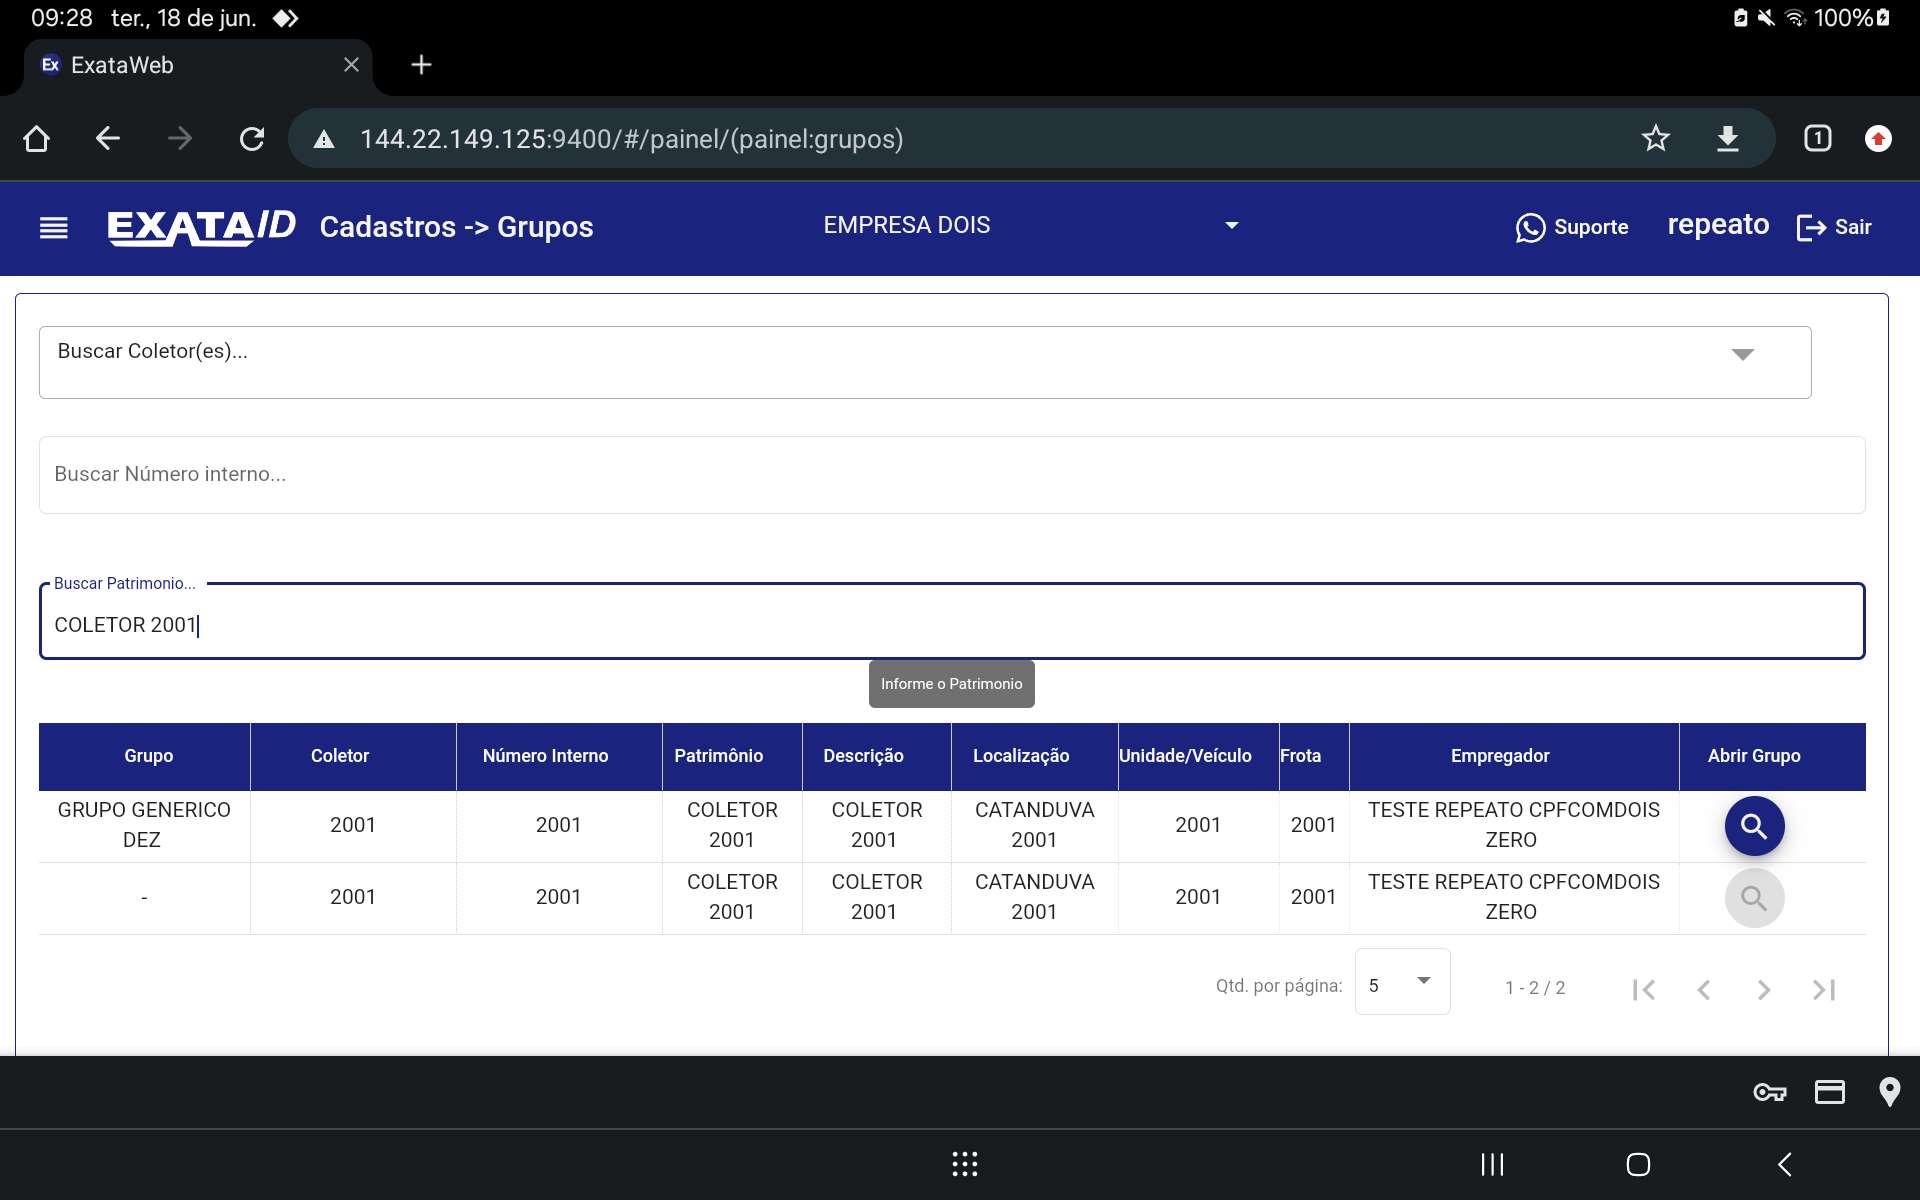 09:28 ter., 18 de jun. 100%
Ex ExataWeb
144.22.149.125:9400/#/painel/(painel:grupos) 1
EXATA/ID Cadastros -> Grupos EMPRESA DOIS Suporte repeato Sair
Buscar Coletor(es)...
Buscar Número interno...
Buscar Patrimonio...
COLETOR 2001
Informe o Patrimonio
Grupo Coletor Número Interno Patrimônio Descrição Localização Unidade/Veículo Frota Empregador Abrir Grupo
GRUPO GENERICO COLETOR COLETOR CATANDUVA TESTE REPEATO CPFCOMDOIS
2001 2001 2001 2001
DEZ 2001 2001 2001 ZERO
COLETOR COLETOR CATANDUVA TESTE REPEATO CPFCOMDOIS
- 2001 2001 2001 2001
2001 2001 2001 ZERO
Qtd. por página: 5 1 - 2 / 2